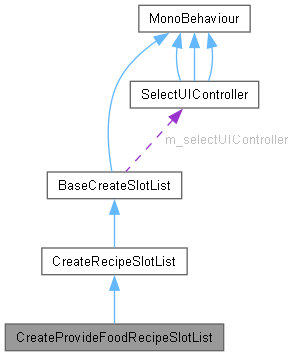 MonoBehaviour
SelectUIController
m_selectUIController
BaseCreateSlotList
CreateRecipeSlotList
CreateProvideFoodRecipeSlotList